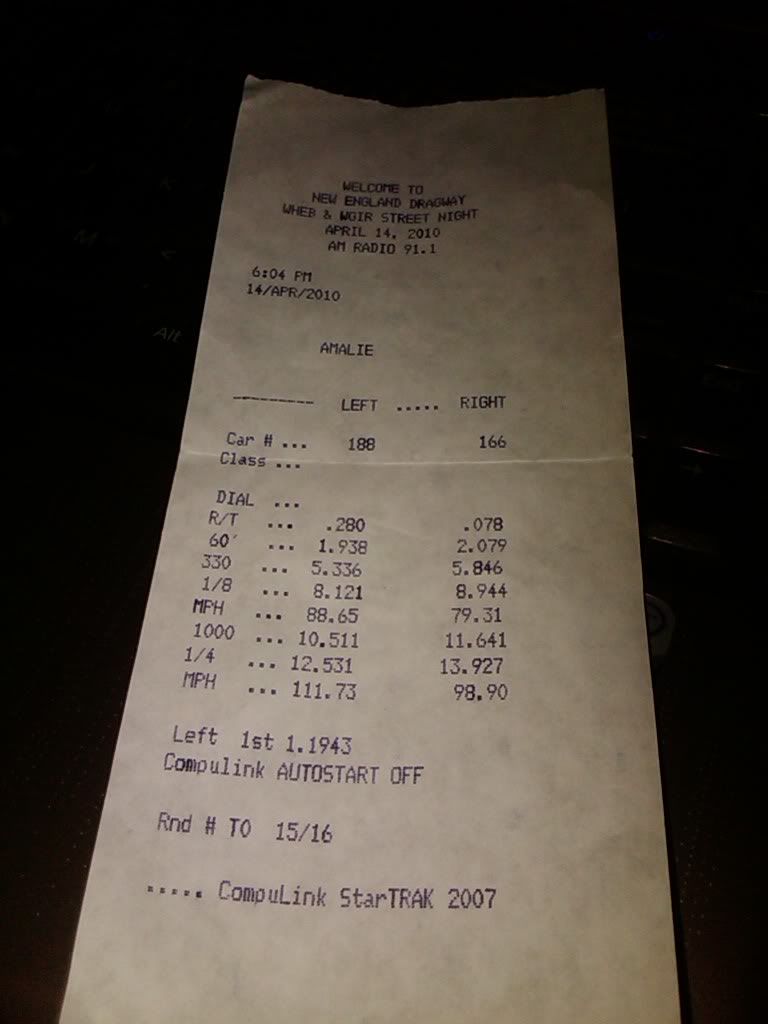 WELCOME TO
NEW ENGLAND DRAGWAY
WHEB & WGIR STREET NIGHT
APRIL 14, 2010
AM RADIO 91.1
6:04 PM
14/APR/2010
AMALIE
---------- LEFT ..... RIGHT
Car # ... 188 166
Class ...
DIAL ...
R/T ... .280 .078
60' ... 1.938 2.079
330 ... 5.336 5.846
1/8 ... 8.121 8.944
MPH ... 88.65 79.31
1000 ... 10.511 11.641
1/4 ... 12.531 13.927
MPH ... 111.73 98.90
Left 1st 1.1943
Compulink AUTOSTART OFF
Rnd # TO 15/16
..... CompuLink StarTRAK 2007
Alt